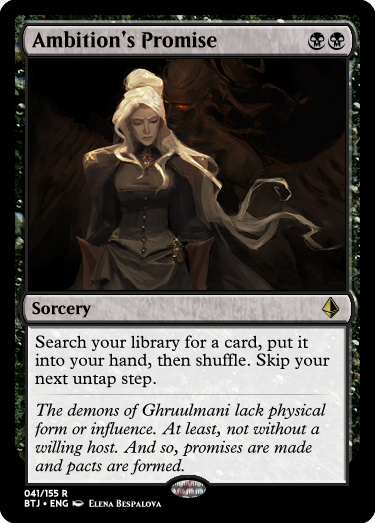 Ambition's Promise
Sorcery
Search your library for a card, put it
into your hand, then shuffle. Skip your
next untap step.
The demons of Ghruulmani lack physical
form or influence. At least, not without a
willing host. And so, promises are made
and pacts are formed.
041/155 R
BTJ • ENG Elena Bespalova